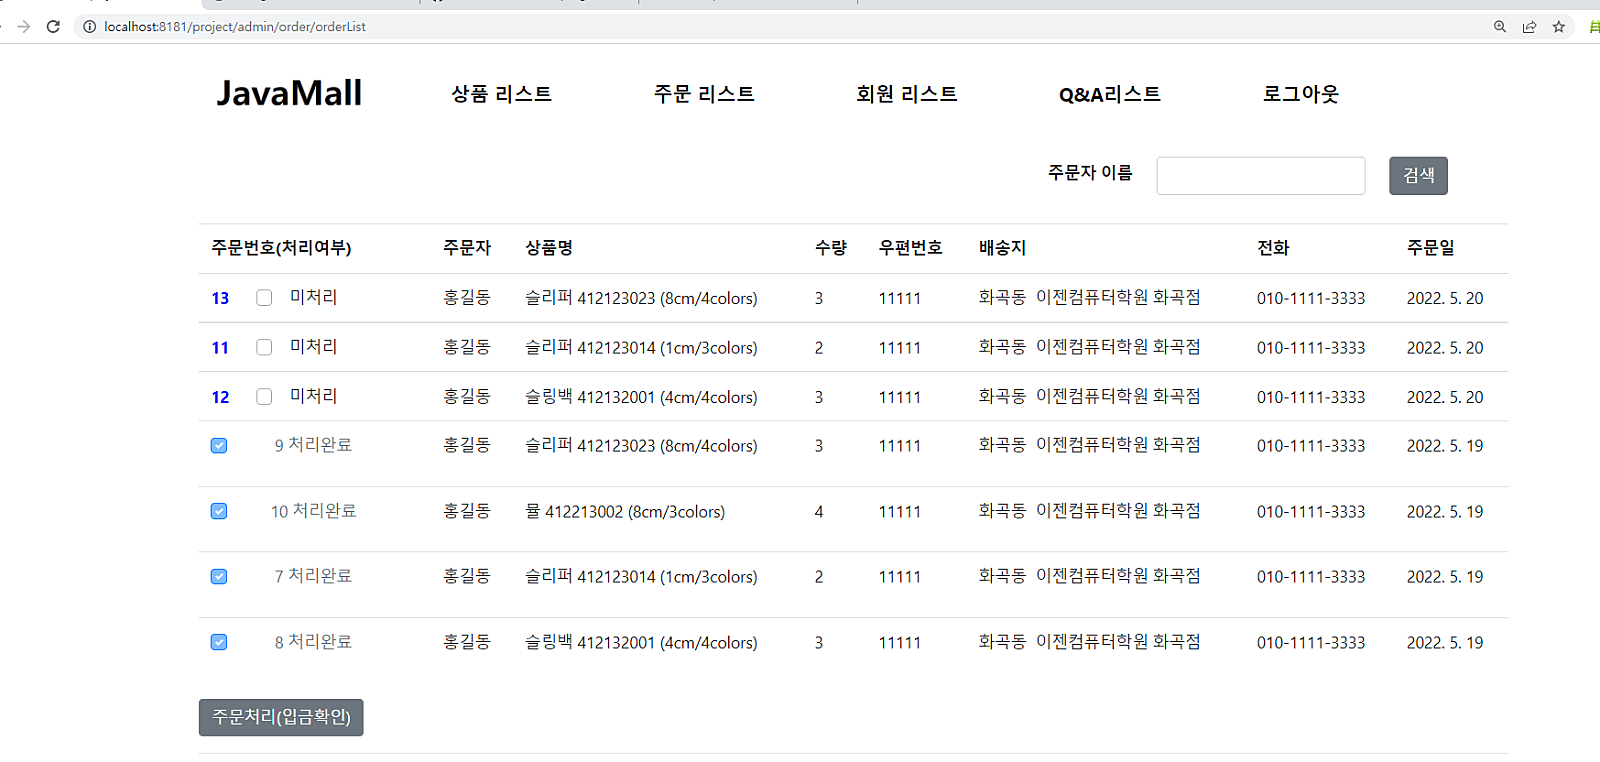 localhost:8181/project/admin/order/orderList
JavaMall 상품 리스트 주문 리스트 회원 리스트 Q&A리스트 로그아웃
주문자 이름 검색
주문번호(처리여부) 주문자 상품명 수량 우편번호 배송지 전화 주문일
13 미처리 홍길동 슬리퍼 412123023 (8cm/4colors) 3 11111 화곡동 이젠컴퓨터학원 화곡점 010-1111-3333 2022. 5. 20
11 미처리 홍길동 슬리퍼 412123014 (1cm/3colors) 2 11111 화곡동 이젠컴퓨터학원 화곡점 010-1111-3333 2022. 5. 20
12 미처리 홍길동 슬링백 412132001 (4cm/4colors) 3 11111 화곡동 이젠컴퓨터학원 화곡점 010-1111-3333 2022. 5. 20
9 처리완료 홍길동 슬리퍼 412123023 (8cm/4colors) 3 11111 화곡동 이젠컴퓨터학원 화곡점 010-1111-3333 2022. 5. 19
10 처리완료 홍길동 뮬 412213002 (8cm/3colors) 4 11111 화곡동 이젠컴퓨터학원 화곡점 010-1111-3333 2022. 5. 19
7 처리완료 홍길동 슬리퍼 412123014 (1cm/3colors) 2 11111 화곡동 이젠컴퓨터학원 화곡점 010-1111-3333 2022. 5. 19
8 처리완료 홍길동 슬링백 412132001 (4cm/4colors) 3 11111 화곡동 이젠컴퓨터학원 화곡점 010-1111-3333 2022. 5. 19
주문처리(입금확인)